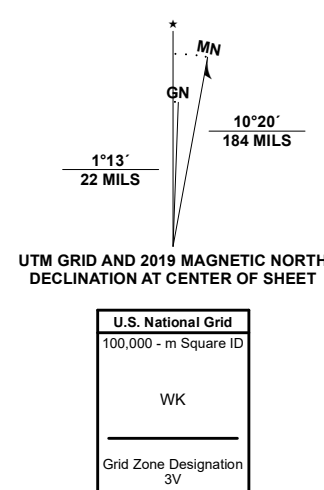 ★
MN
GN
10°20´
184 MILS
1°13´
22 MILS
UTM GRID AND 2019 MAGNETIC NORTH
DECLINATION AT CENTER OF SHEET
U.S. National Grid
100,000 - m Square ID
WK
Grid Zone Designation
3V